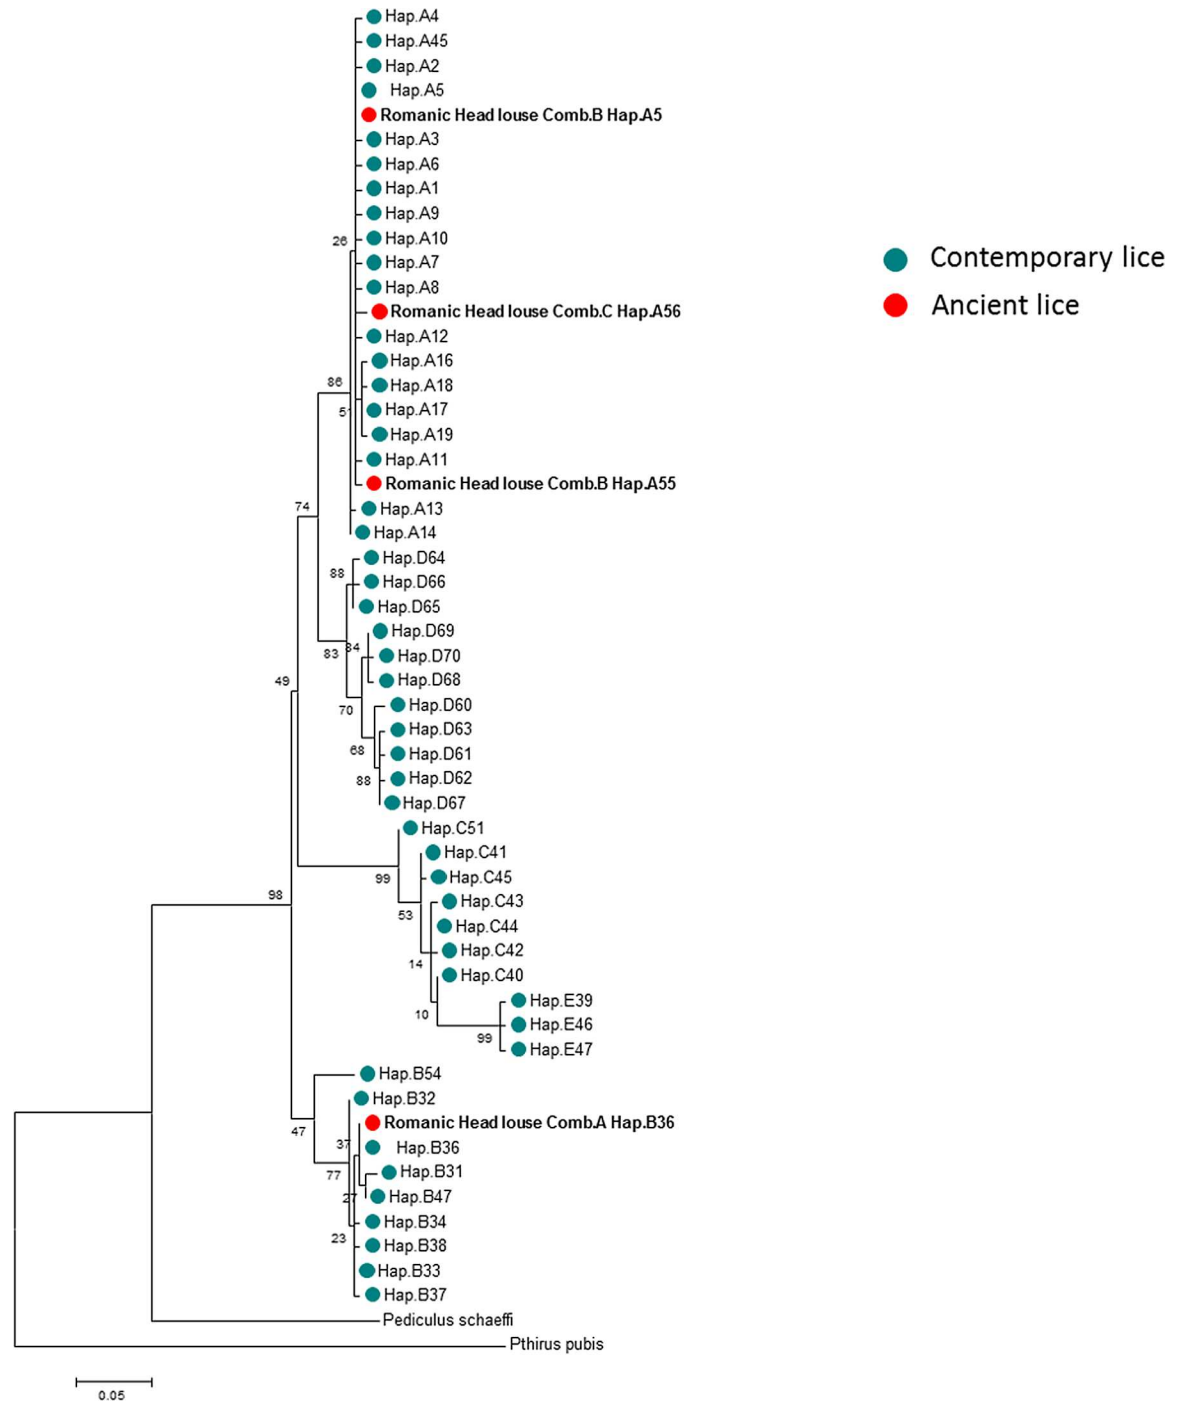 Hap.A4
Hap.A45
Hap.A2
Hap.A5
Romanic Head louse Comb.B Hap.A5
Hap.A3
Hap.A6
Hap.A1
Hap.A9
26
Hap.A10
Contemporary lice
Hap.A7
Hap.A8
Ancient lice
Romanic Head louse Comb.C Hap.A56
Hap.A12
Hap.A16
86
Hap.A18
51
Hap.A17
Hap.A19
Hap.A11
Romanic Head louse Comb.B Hap.A55
74
Hap.A13
Hap.A14
Hap.D64
88
Hap.D66
Hap.D65
Hap.D69
83
84
Hap.D70
49
Hap.D68
70
Hap.D60
Hap.D63
68
Hap.D61
88
Hap.D62
Hap.D67
Hap.C51
Hap.C41
99
Hap.C45
98
Hap.C43
53
Hap.C44
Hap.C42
14
Hap.C40
Hap.E39
10
Hap.E46
99
Hap.E47
Hap.B54
Hap.B32
Romanic Head louse Comb.A Hap.B36
47
37
Hap.B36
77
Hap.B31
27
Hap.B47
Hap.B34
23
Hap.B38
Hap.B33
Hap.B37
Pediculus schaeffi
Pthirus pubis
0.05